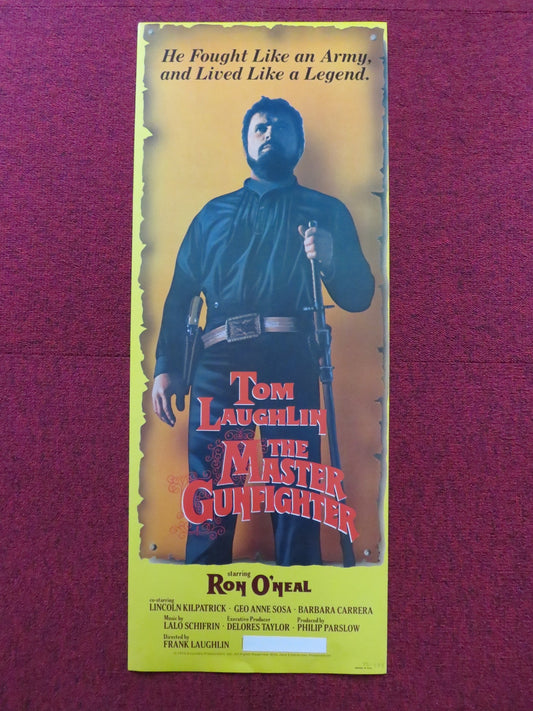 He Fought Like an Army,
and Lived Like a Legend.
TOM
LAUGHLIN
THE
MASTER
GUNFIGHTER
starring
RON O'NEAL
co-starring
LINCOLN KILPATRICK · GEO ANNE SOSA · BARBARA CARRERA
Music by Executive Producer Produced by
LALO SCHIFRIN · DELORES TAYLOR · PHILIP PARSLOW
Directed by
FRANK LAUGHLIN